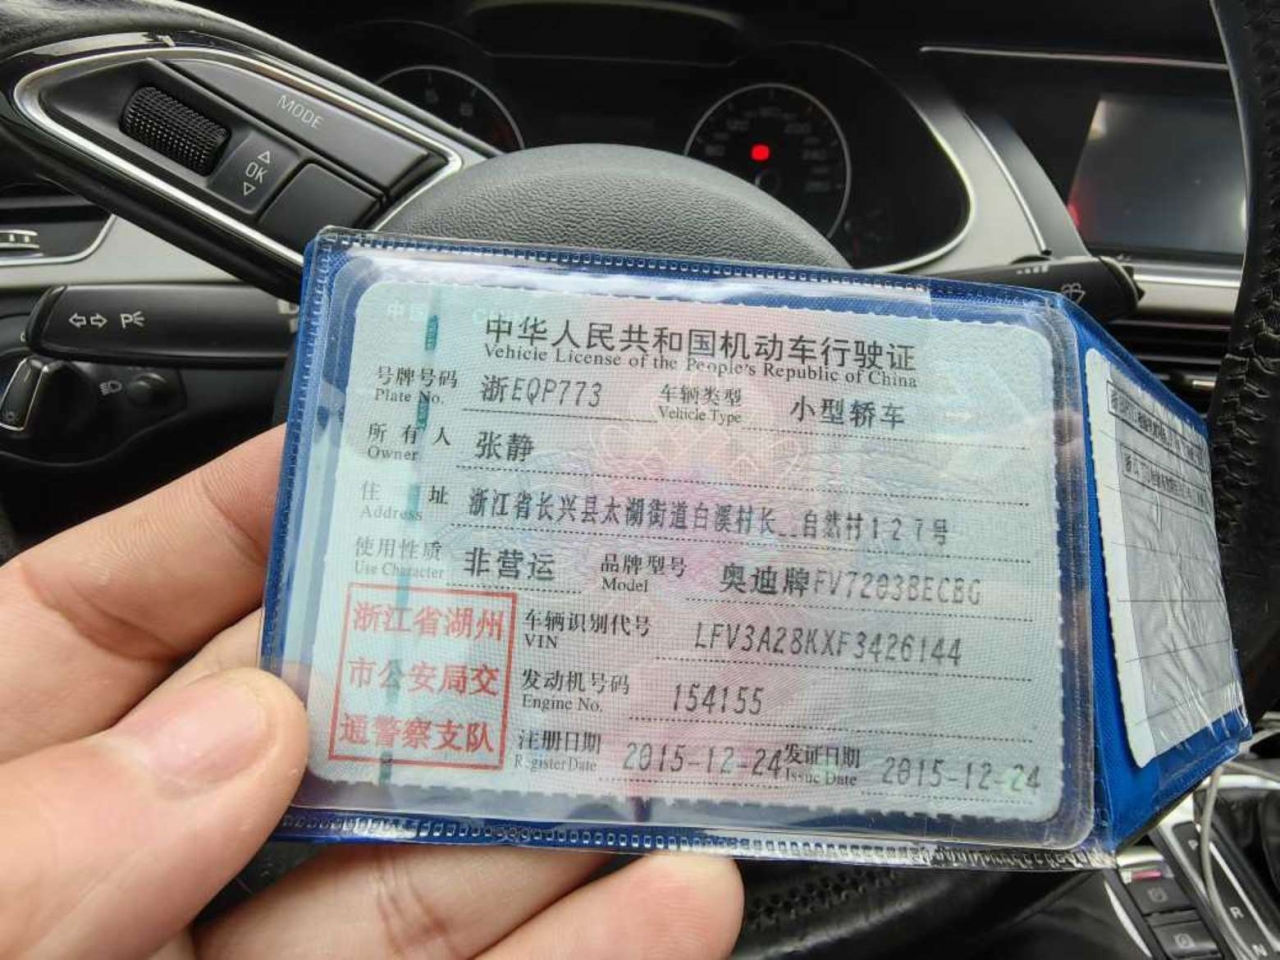 MODE
OK
中华人民共和国机动车行驶证
Vehicle License of the People's Republic of China
号牌号码 浙EQP773 车辆类型 小型轿车
Plate No. Vehicle Type
所有人 张静
Owner
住址 浙江省长兴县太湖街道白溪村长 自然村127号
Address
使用性质 非营运 品牌型号 奥迪牌FV7203BECBG
Use Character Model
浙江省湖州
市公安局交
通警察支队
车辆识别代号 LFV3A28KXF3426144
VIN
发动机号码 154155
Engine No.
注册日期 2015-12-24 发证日期 2015-12-24
Register Date Issue Date
P
R
N